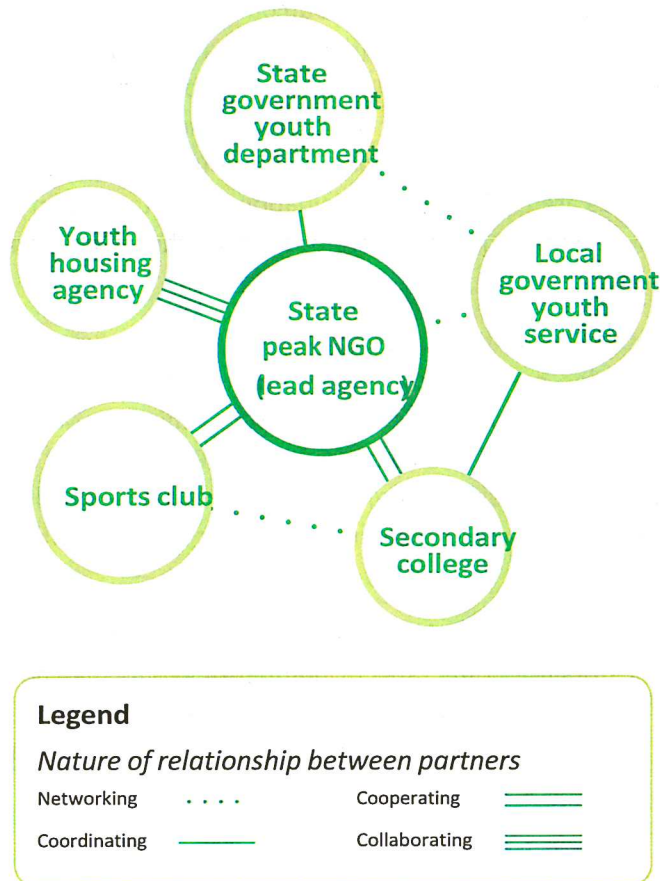 State
government
youth
department
Youth
housing
agency
Local
government
youth
service
State
peak NGO
(lead agency)
Sports club
Secondary
college
Legend
Nature of relationship between partners
Networking
Cooperating
Coordinating
Collaborating